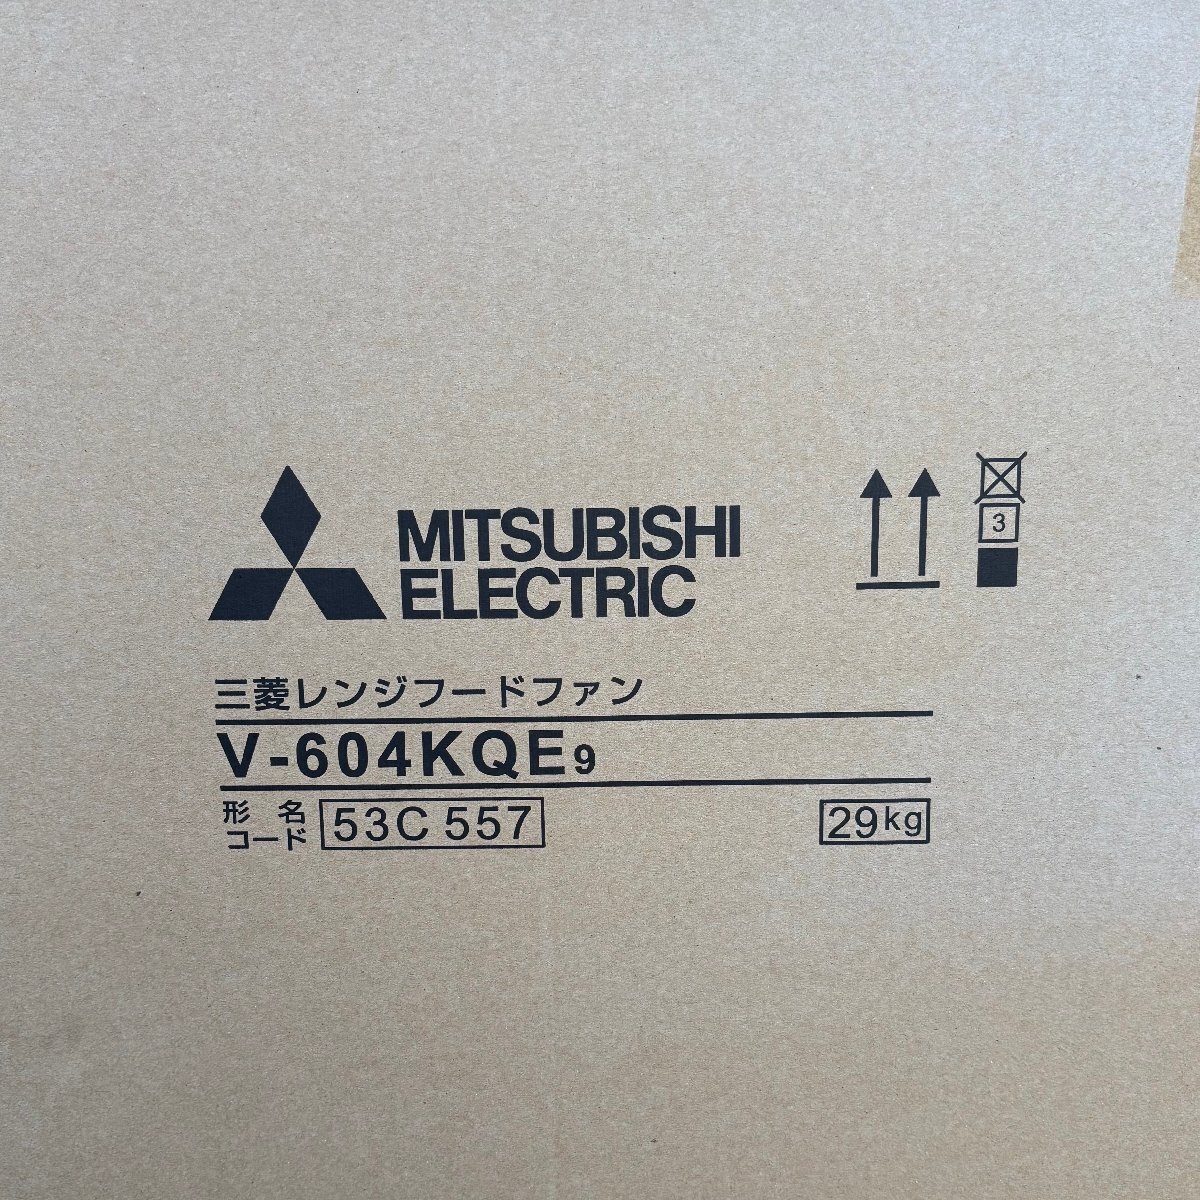 MITSUBISHI
ELECTRIC
3
三菱レンジフードファン
V-604KQE9
形名
コード 53C 557 29kg